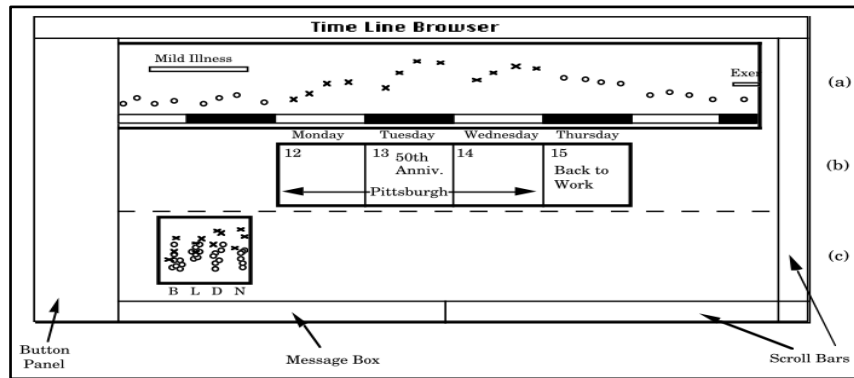 Time Line Browser
Mild Illness
Exer
(a)
Monday Tuesday Wednesday Thursday
12 13 50th Anniv. 14 15 Back to Work
Pittsburgh
(b)
(c)
B L D N
Button Panel
Message Box
Scroll Bars